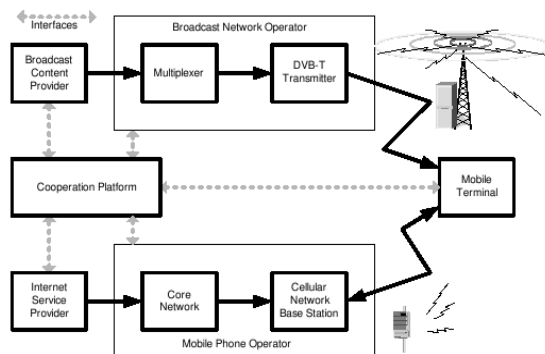 Interfaces
Broadcast Network Operator
Broadcast
Content
Provider
Multiplexer
DVB-T
Transmitter
Cooperation Platform
Mobile
Terminal
Internet
Service
Provider
Core
Network
Cellular
Network
Base Station
Mobile Phone Operator